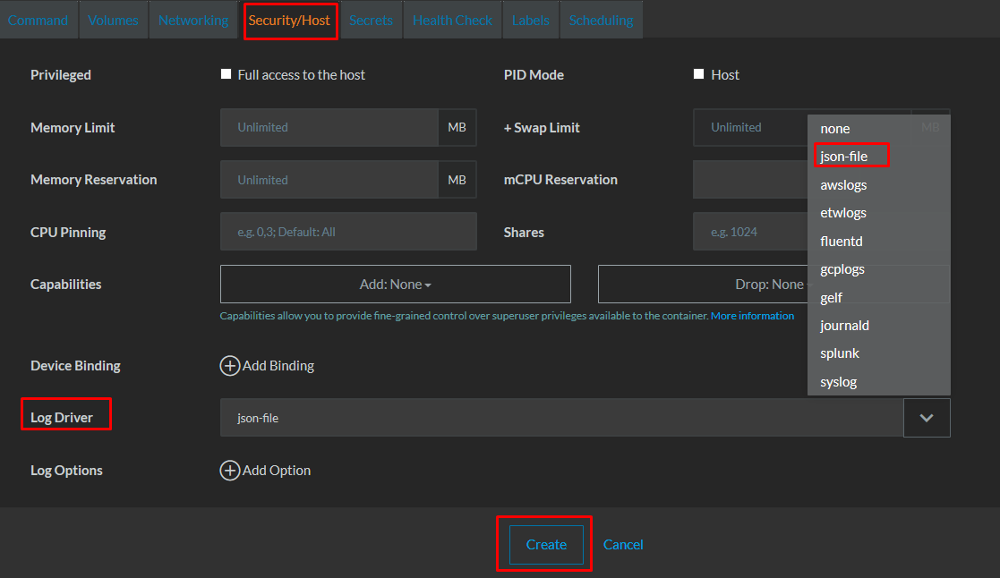 Command Volumes Networking Security/Host Secrets Health Check Labels Scheduling
Privileged Full access to the host PID Mode Host
Memory Limit Unlimited MB + Swap Limit Unlimited MB
none
json-file
Memory Reservation Unlimited MB mCPU Reservation
awslogs
etwlogs
CPU Pinning e.g. 0,3; Default: All Shares e.g. 1024
fluentd
gcplogs
Capabilities Add: None Drop: None
gelf
Capabilities allow you to provide fine-grained control over superuser privileges available to the container. More information
journald
splunk
Device Binding Add Binding
syslog
Log Driver json-file
Log Options Add Option
Create Cancel